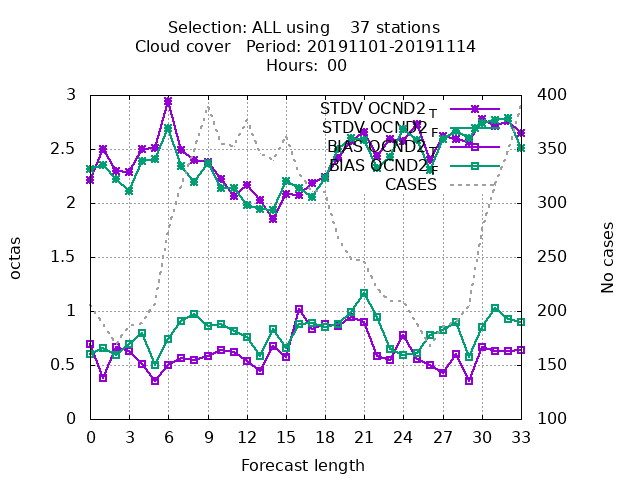 Selection: ALL using    37 stations
Cloud cover   Period: 20191101-20191114
Hours: 00
3
2.5
2
1.5
1
0.5
0
400
350
300
250
200
150
100
octas
No cases
STDV OCND2 T
STDV OCND2 F
BIAS OCND2 T
BIAS OCND2 F
CASES
0 3 6 9 12 15 18 21 24 27 30 33
Forecast length